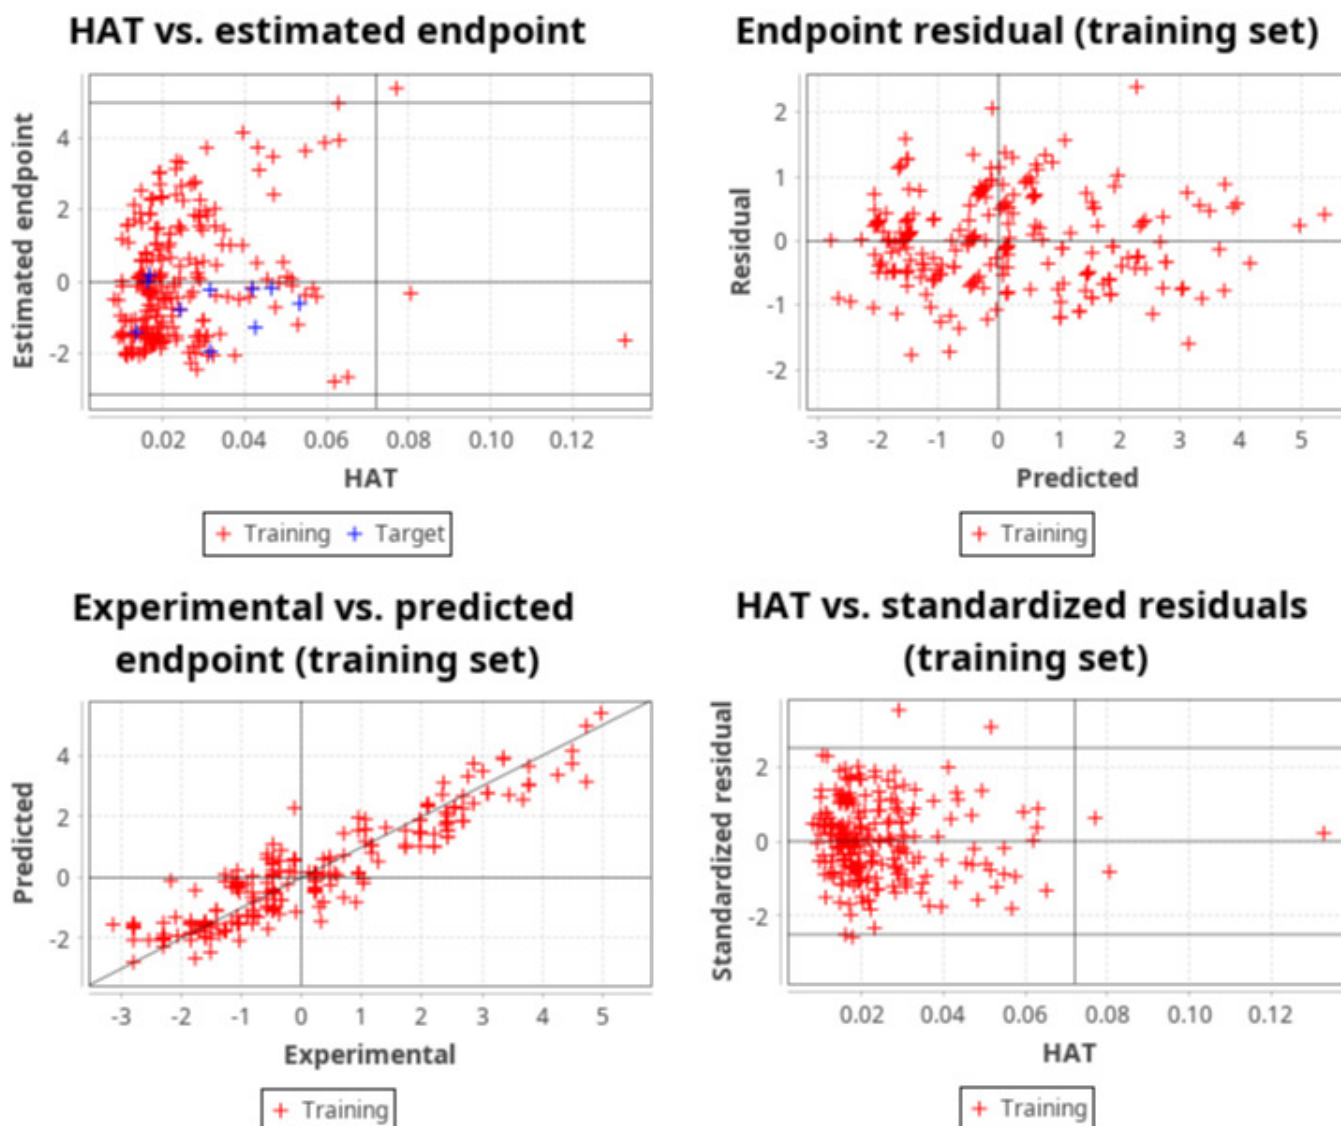 HAT vs. estimated endpoint
Estimated endpoint
4
2
0
-2
0.02 0.04 0.06 0.08 0.10 0.12
HAT
Training Target
Endpoint residual (training set)
Residual
2
1
0
-1
-2
-3 -2 -1 0 1 2 3 4 5
Predicted
Training
Experimental vs. predicted
endpoint (training set)
Predicted
4
2
0
-2
-3 -2 -1 0 1 2 3 4 5
Experimental
Training
HAT vs. standardized residuals
(training set)
Standardized residual
2
0
-2
0.02 0.04 0.06 0.08 0.10 0.12
HAT
Training